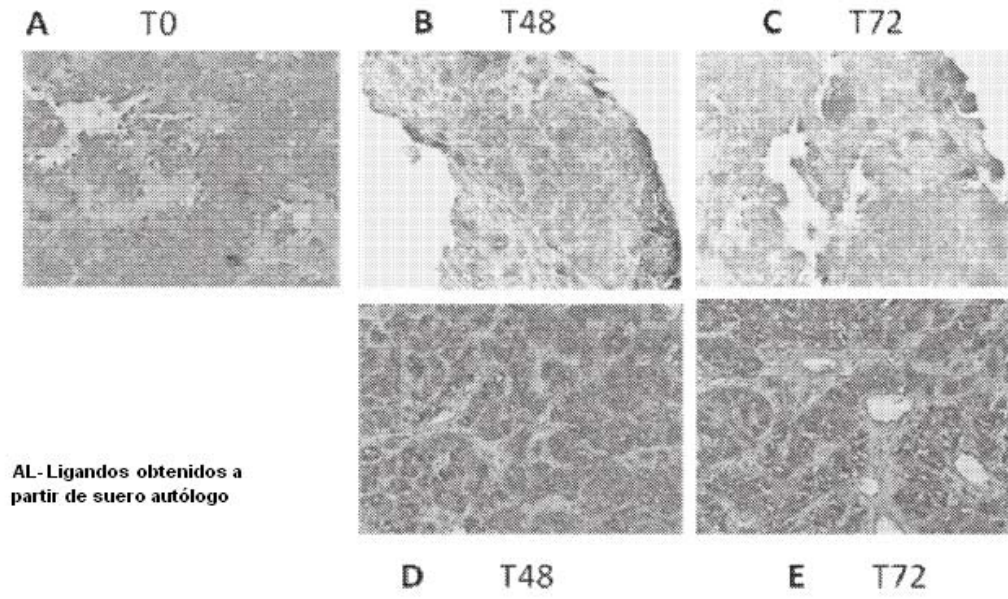 A T0 B T48 C T72
AL-Ligandos obtenidos a
partir de suero autólogo
D T48 E T72